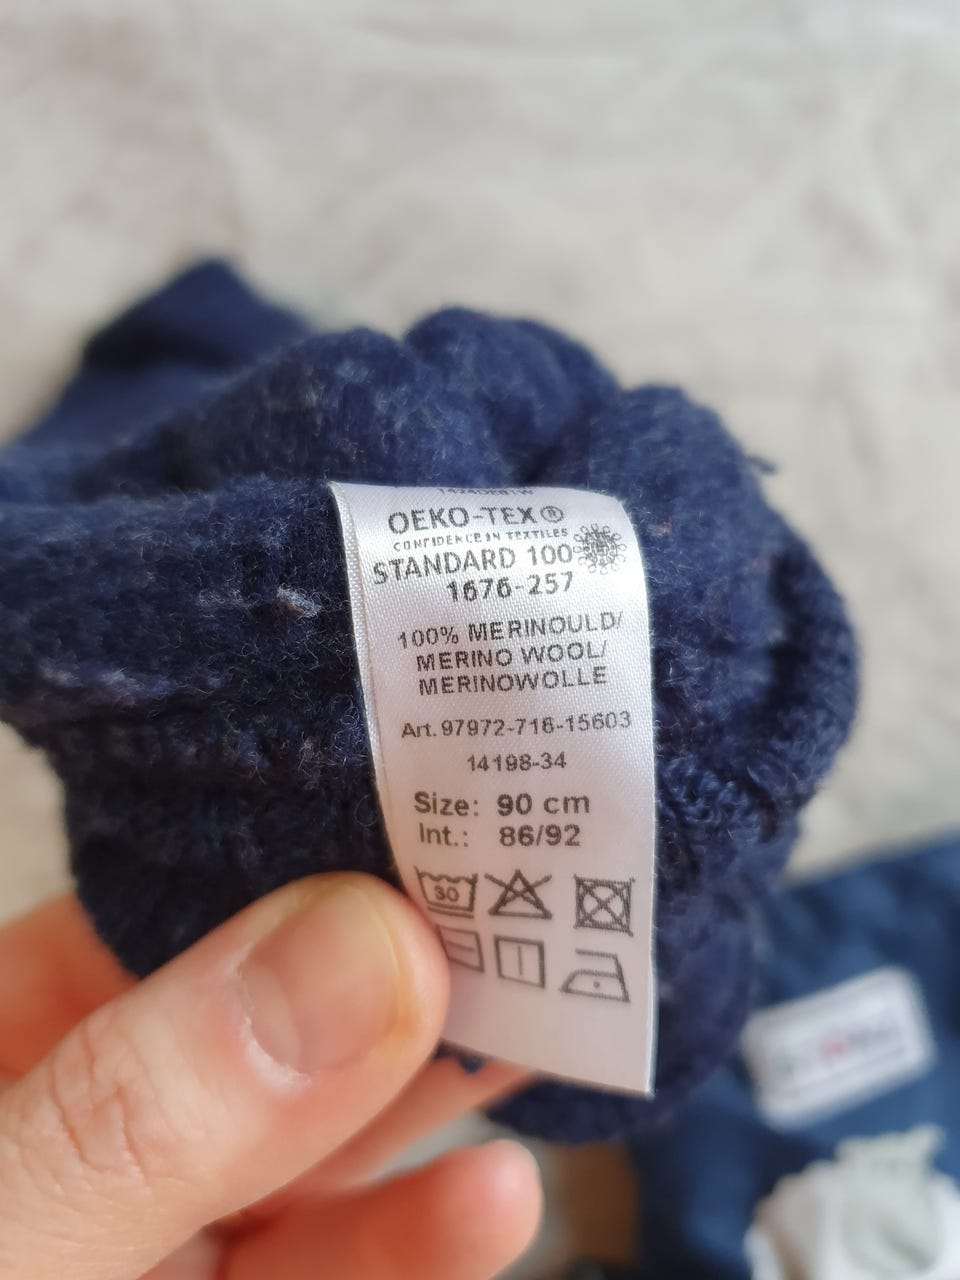 OEKO-TEX®
CONFIDENCE IN TEXTILES
STANDARD 100
1676-257
100% MERINOULD/
MERINO WOOL/
MERINOWOLLE
Art. 97972-716-15603
14198-34
Size: 90 cm
Int.: 86/92
30